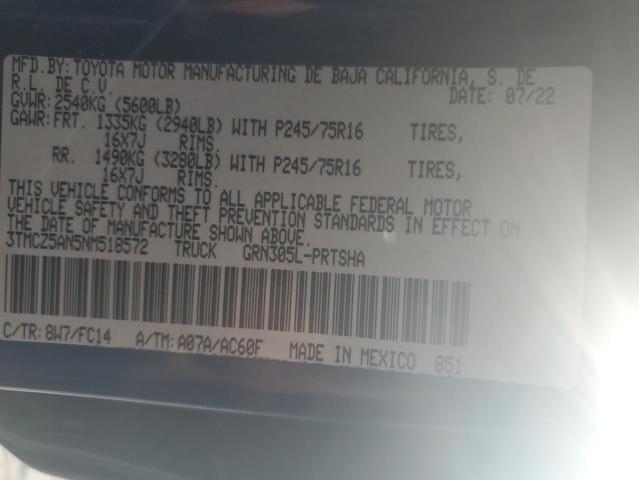 MFD.BY:TOYOTA MOTOR MANUFACTURING DE BAJA CALIFORNIA, S. DE
R.L. DE C.V. DATE: 07/22
GVWR: 2540KG (5600LB)
GAWR:FRT. 1335KG (2940LB) WITH P245/75R16 TIRES,
16X7J RIMS.
RR. 1490KG (3280LB) WITH P245/75R16 TIRES,
16X7J RIMS.
THIS VEHICLE CONFORMS TO ALL APPLICABLE FEDERAL MOTOR
VEHICLE SAFETY AND THEFT PREVENTION STANDARDS IN EFFECT ON
THE DATE OF MANUFACTURE SHOWN ABOVE.
3TMCZ5AN5NM518572 TRUCK GRN305L-PRTSHA
C/TR:8W7/FC14 A/TM:A07A/AC60F MADE IN MEXICO 851